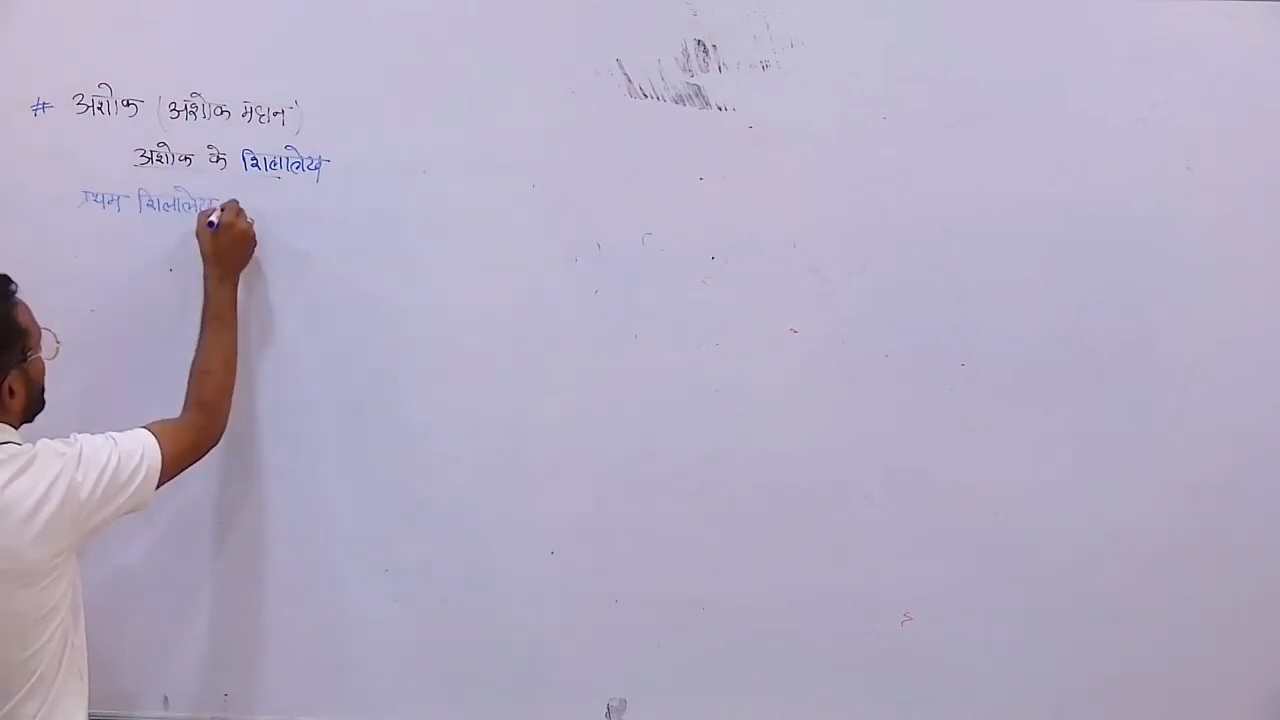 # अशोक (अशोक महान)
अशोक के शिलालेख
प्रथम शिलालेख